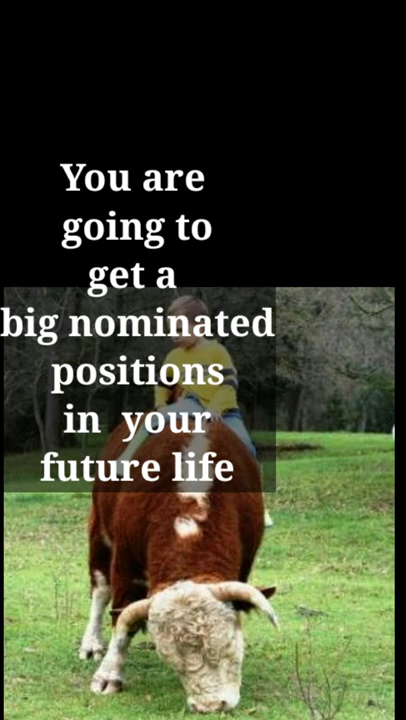 You are
going to
get a
big nominated
positions
in  your
future life